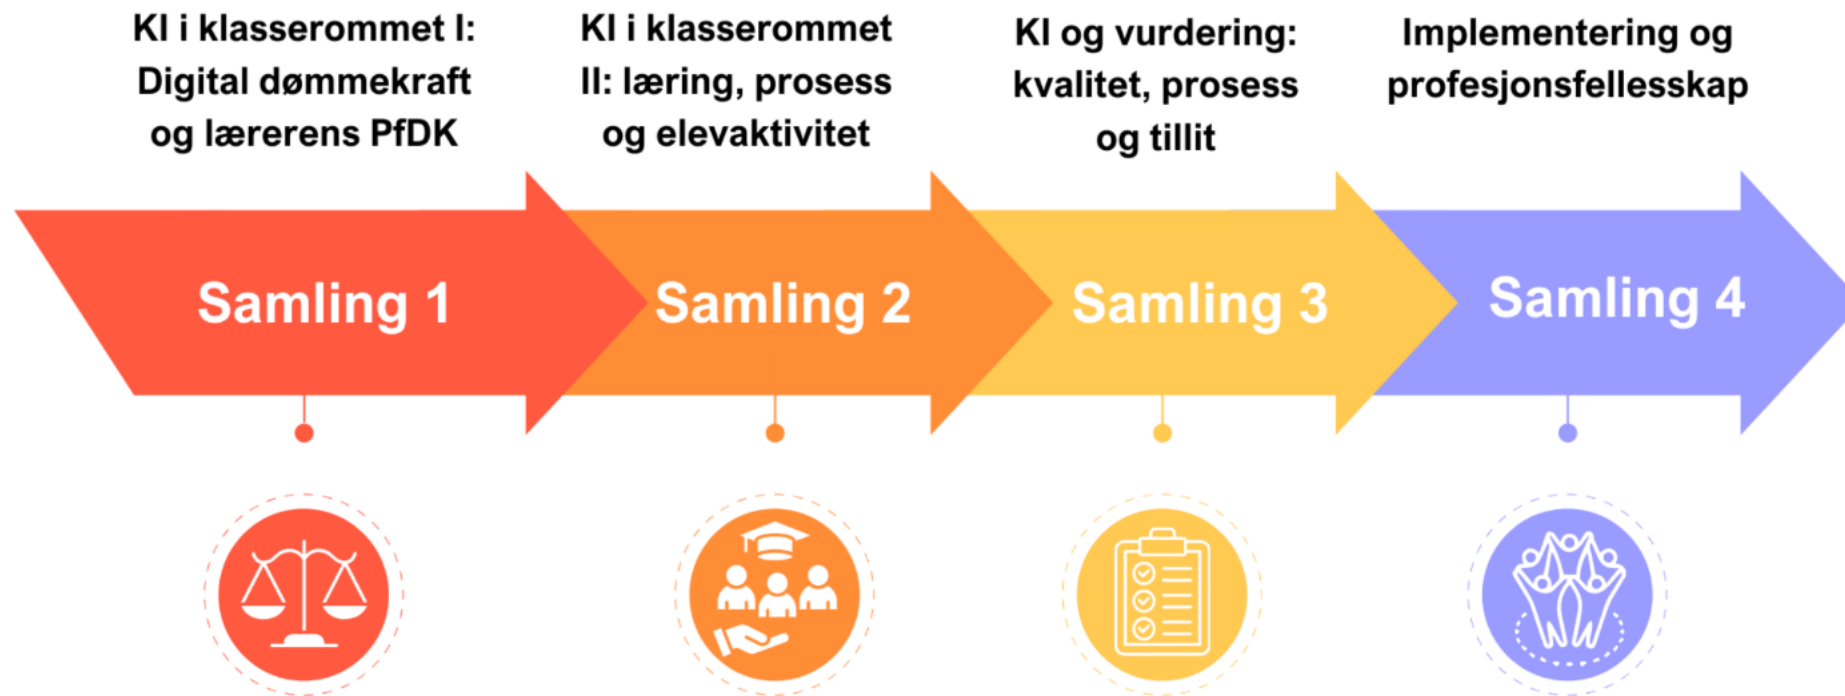 KI i klasserommet I:
Digital dømmekraft
og lærerens PfDK
KI i klasserommet
II: læring, prosess
og elevaktivitet
KI og vurdering:
kvalitet, prosess
og tillit
Implementering og
profesjonsfellesskap
Samling 1
Samling 2
Samling 3
Samling 4